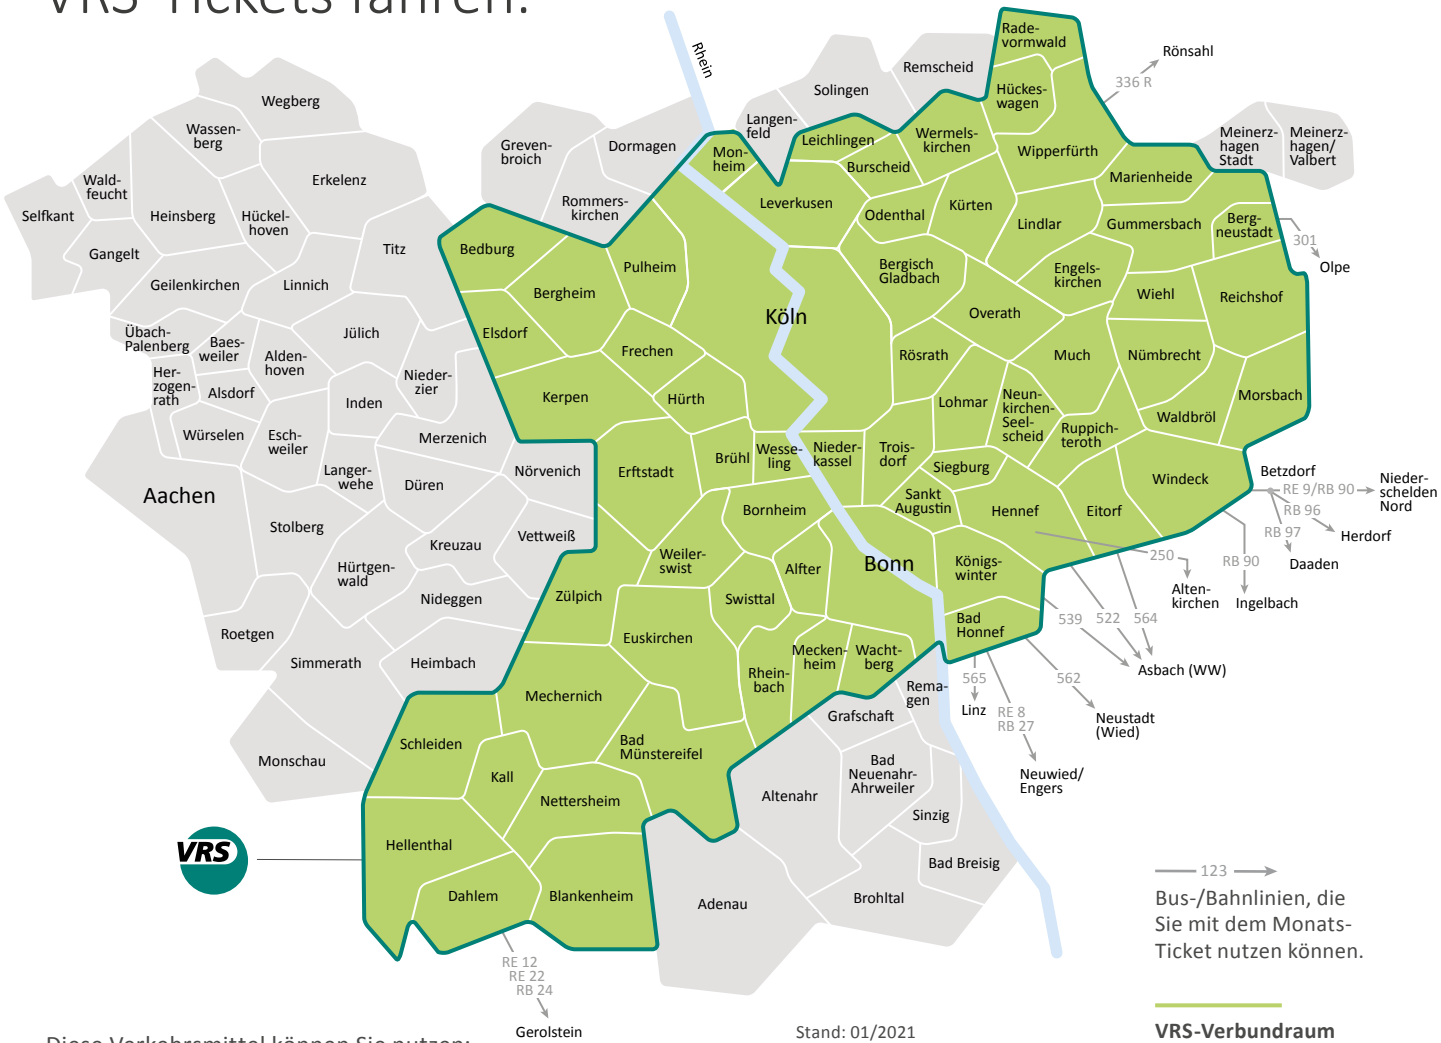 VRS-Tickets fahren.
Rhein
Rade-
vormwald
Rönsahl
336 R
Remscheid
Solingen
Hückes-
wagen
Wegberg
Langen-
feld
Wassen-
berg
Greven-
broich
Dormagen
Mon-
heim
Leichlingen
Wermels-
kirchen
Wipperfürth
Meinerz-
hagen
Stadt
Meinerz-
hagen/
Valbert
Wald-
feucht
Erkelenz
Burscheid
Marienheide
Selfkant
Heinsberg
Hückel-
hoven
Rommers-
kirchen
Leverkusen
Odenthal
Kürten
Lindlar
Gummersbach
Berg-
neustadt
301
Olpe
Gangelt
Titz
Bedburg
Pulheim
Bergisch
Gladbach
Engels-
kirchen
Geilenkirchen
Linnich
Bergheim
Wiehl
Reichshof
Köln
Overath
Übach-
Palenberg
Baes-
weiler
Jülich
Elsdorf
Alden-
hoven
Frechen
Rösrath
Much
Nümbrecht
Her-
zogen-
rath
Alsdorf
Nieder-
zier
Inden
Kerpen
Hürth
Lohmar
Neun-
kirchen-
Seel-
scheid
Morsbach
Waldbröl
Würselen
Esch-
weiler
Merzenich
Ruppich-
teroth
Langer-
wehe
Düren
Nörvenich
Erftstadt
Brühl
Wesse-
ling
Nieder-
kassel
Trois-
dorf
Siegburg
Windeck
Betzdorf
RE 9/RB 90
Nieder-
schelden
Nord
Aachen
Sankt
Augustin
Hennef
Eitorf
RB 96
Herdorf
Stolberg
Bornheim
RB 97
Daaden
Vettweiß
Kreuzau
Hürtgen-
wald
Weiler-
swist
Alfter
Bonn
Königs-
winter
250
Alten-
kirchen
RB 90
Ingelbach
Nideggen
Zülpich
Swisttal
Bad
Honnef
539
522
564
Asbach (WW)
Roetgen
Euskirchen
Simmerath
Heimbach
Rhein-
bach
Mecken-
heim
Wacht-
berg
Mechernich
Rema-
gen
565
Linz
562
Neustadt
(Wied)
RE 8
RB 27
Neuwied/
Engers
Grafschaft
Schleiden
Bad
Münstereifel
Monschau
Kall
Bad
Neuenahr-
Ahrweiler
Nettersheim
Altenahr
Sinzig
Hellenthal
VRS
Bad Breisig
Dahlem
Blankenheim
Adenau
Brohltal
123
Bus-/Bahnlinien, die
Sie mit dem Monats-
Ticket nutzen können.
RE 12
RE 22
RB 24
Gerolstein
Stand: 01/2021
VRS-Verbundraum
Diese Verkehrsmittel können Sie nutzen: